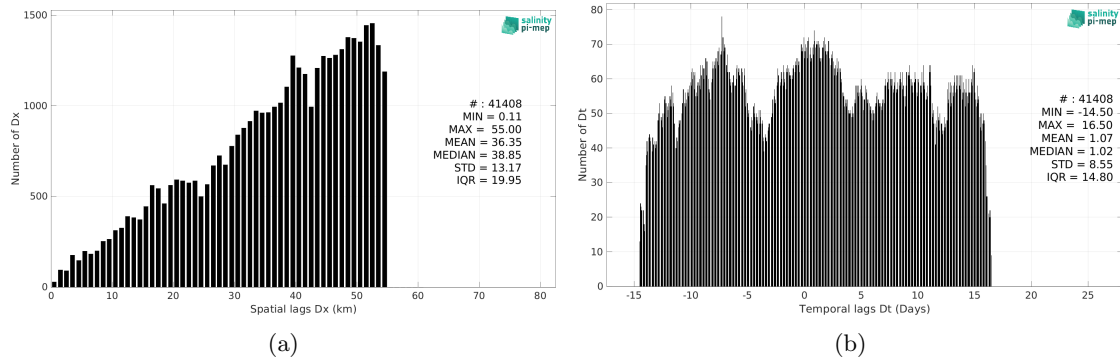 1500
1000
500
0
Number of Dx
0 10 20 30 40 50 60 70 80
Spatial lags Dx (km)
salinity
pi-mep
# : 41408
MIN = 0.11
MAX = 55.00
MEAN = 36.35
MEDIAN = 38.85
STD = 13.17
IQR = 19.95
(a)
80
70
60
50
40
30
20
10
0
Number of Dt
-15 -10 -5 0 5 10 15 20 25
Temporal lags Dt (Days)
salinity
pi-mep
# : 41408
MIN = -14.50
MAX = 16.50
MEAN = 1.07
MEDIAN = 1.02
STD = 8.55
IQR = 14.80
(b)